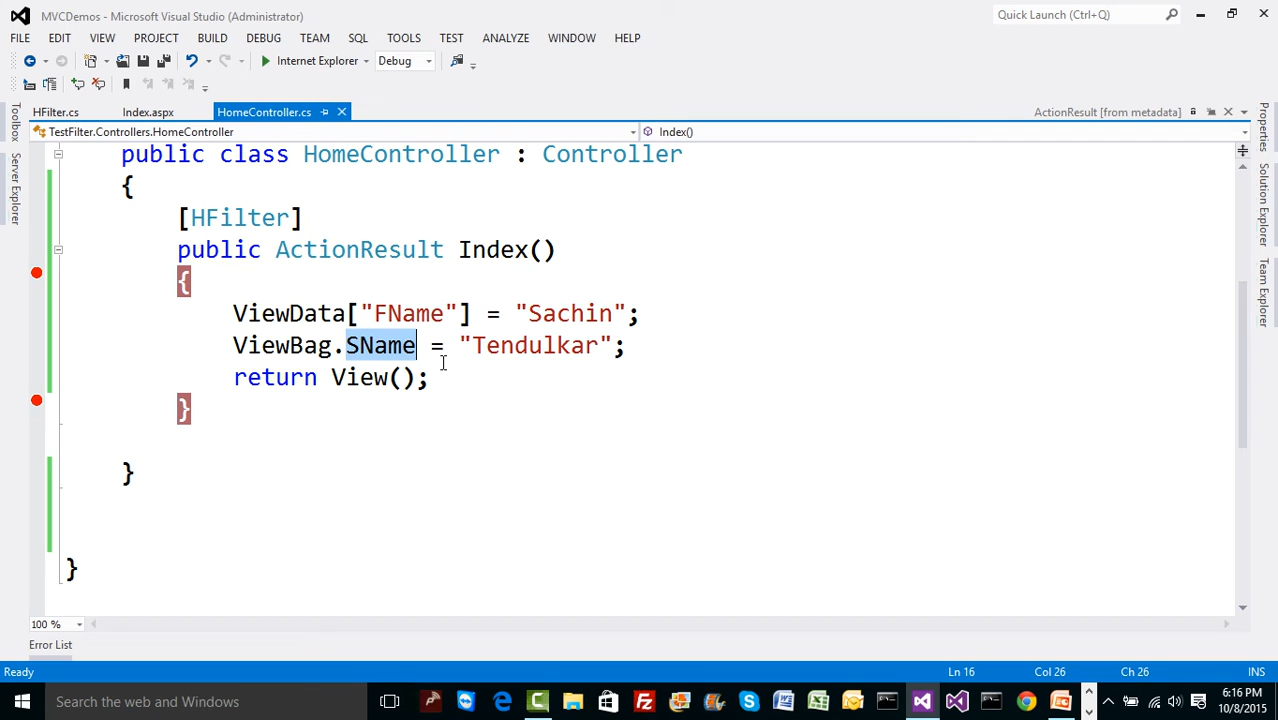 MVCDemos - Microsoft Visual Studio (Administrator)
Quick Launch (Ctrl+Q)
FILE EDIT VIEW PROJECT BUILD DEBUG TEAM SQL TOOLS TEST ANALYZE WINDOW HELP
Internet Explorer Debug
HFilter.cs Index.aspx HomeController.cs ActionResult [from metadata]
TestFilter.Controllers.HomeController Index()
Toolbox
Server Explorer
Properties
Solution Explorer
Team Explorer
public class HomeController : Controller
{
[HFilter]
public ActionResult Index()
{
ViewData["FName"] = "Sachin";
ViewBag.SName = "Tendulkar";
return View();
}
}
}
100 %
Error List
Ready Ln 16 Col 26 Ch 26 INS
Search the web and Windows
6:16 PM
10/8/2015